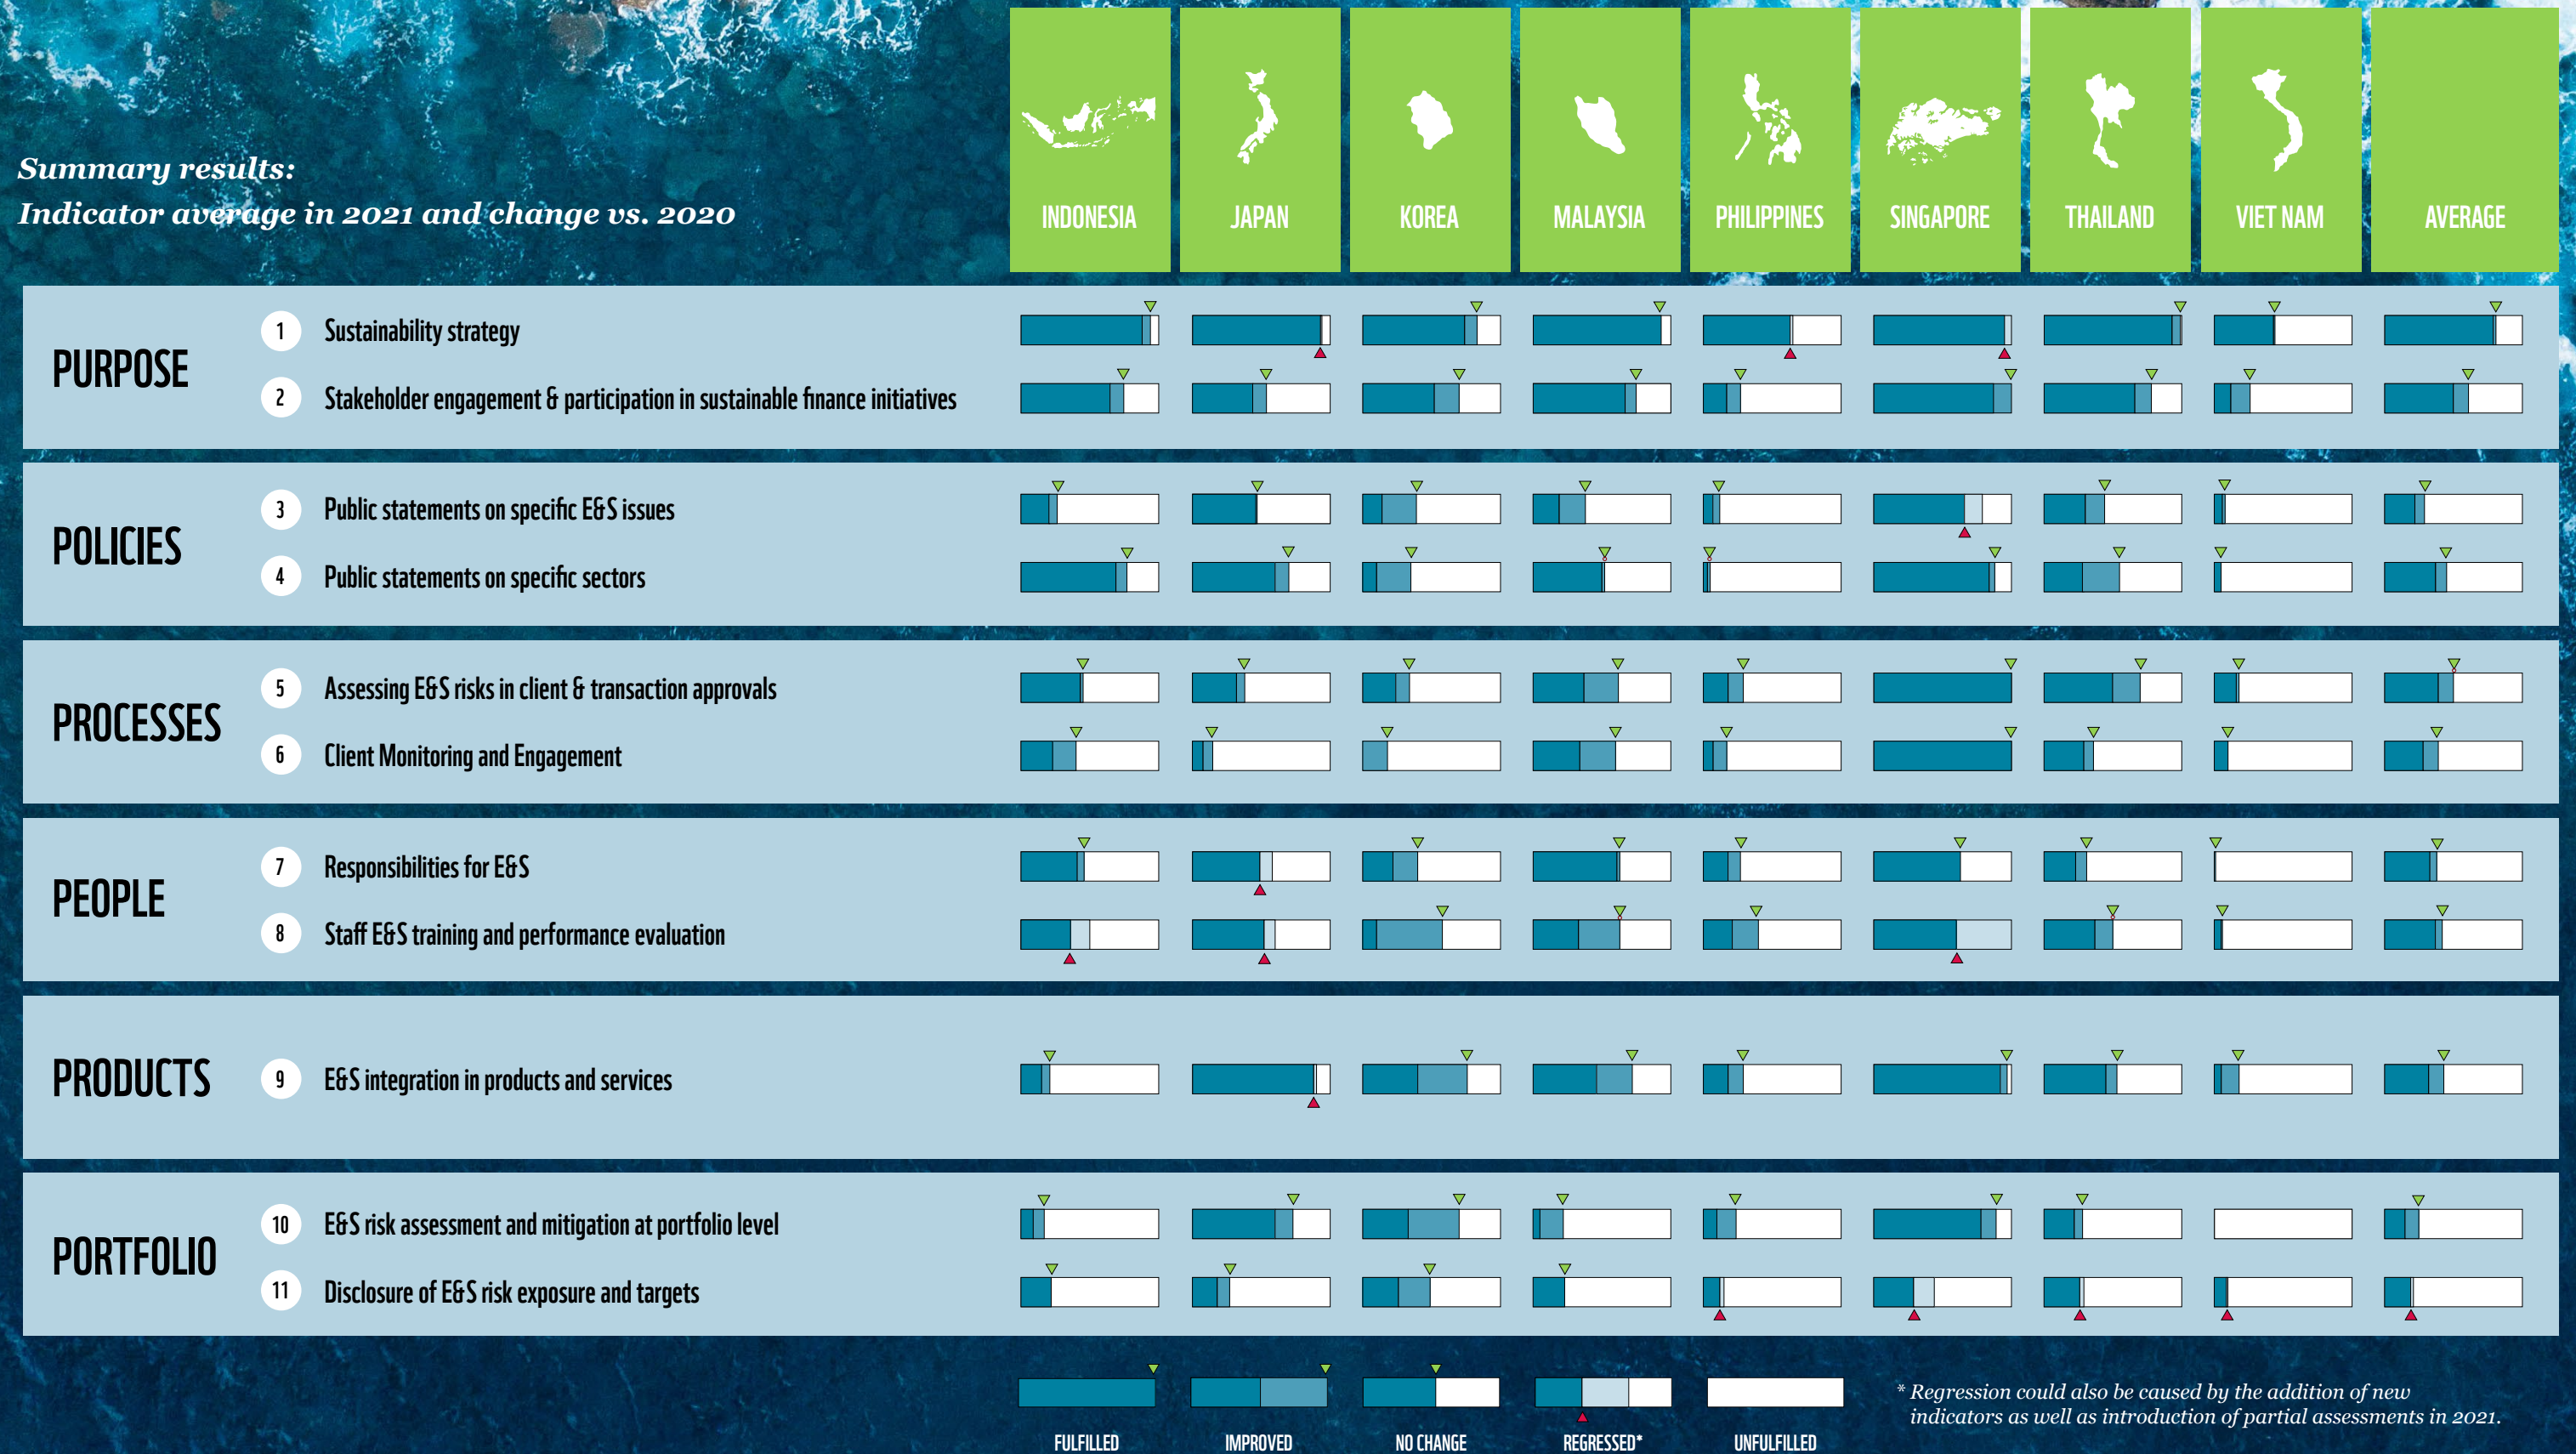 Summary results:
Indicator average in 2021 and change vs. 2020
INDONESIA
JAPAN
KOREA
MALAYSIA
PHILIPPINES
SINGAPORE
THAILAND
VIET NAM
AVERAGE
PURPOSE
1 Sustainability strategy
2 Stakeholder engagement & participation in sustainable finance initiatives
POLICIES
3 Public statements on specific E&S issues
4 Public statements on specific sectors
PROCESSES
5 Assessing E&S risks in client & transaction approvals
6 Client Monitoring and Engagement
PEOPLE
7 Responsibilities for E&S
8 Staff E&S training and performance evaluation
PRODUCTS
9 E&S integration in products and services
PORTFOLIO
10 E&S risk assessment and mitigation at portfolio level
11 Disclosure of E&S risk exposure and targets
FULFILLED
IMPROVED
NO CHANGE
REGRESSED*
UNFULFILLED
* Regression could also be caused by the addition of new
indicators as well as introduction of partial assessments in 2021.